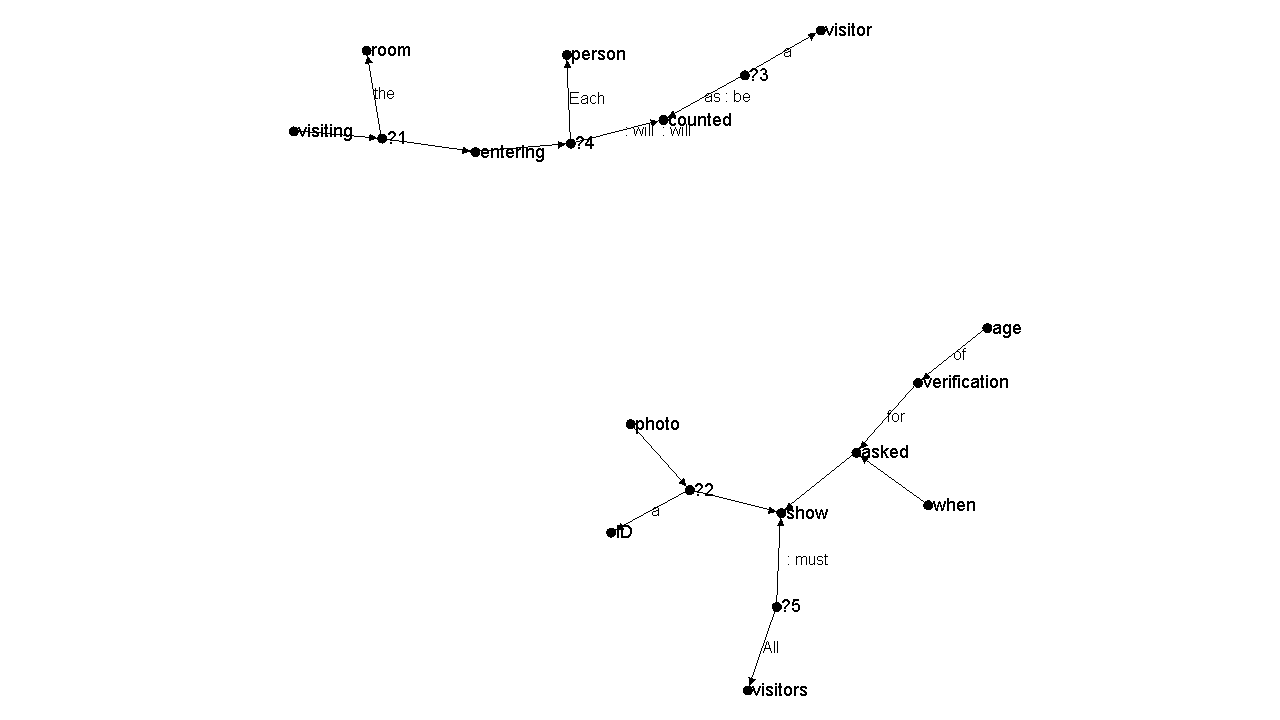 visitor
room
person
a
?3
the
Each
as : be
counted
visiting
?1
: will : will
entering
?4
age
of
verification
photo
for
asked
?2
when
a
show
ID
: must
?5
All
visitors